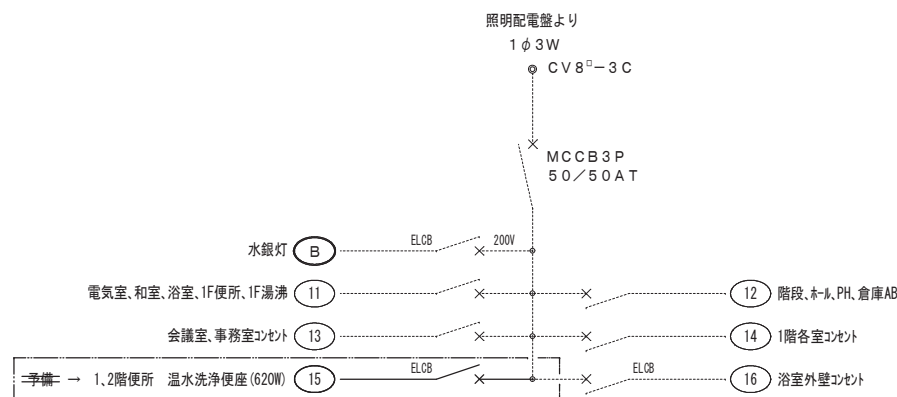 照明配電盤より
1φ3W
CV8□-3C
MCCB3P
50/50AT
水銀灯 B ELCB 200V
電気室、和室、浴室、1F便所、1F湯沸 11 12 階段、ホール、PH、倉庫AB
会議室、事務室コンセント 13 14 1階各室コンセント
予備 → 1、2階便所 温水洗浄便座(620W) 15 ELCB ELCB 16 浴室外壁コンセント